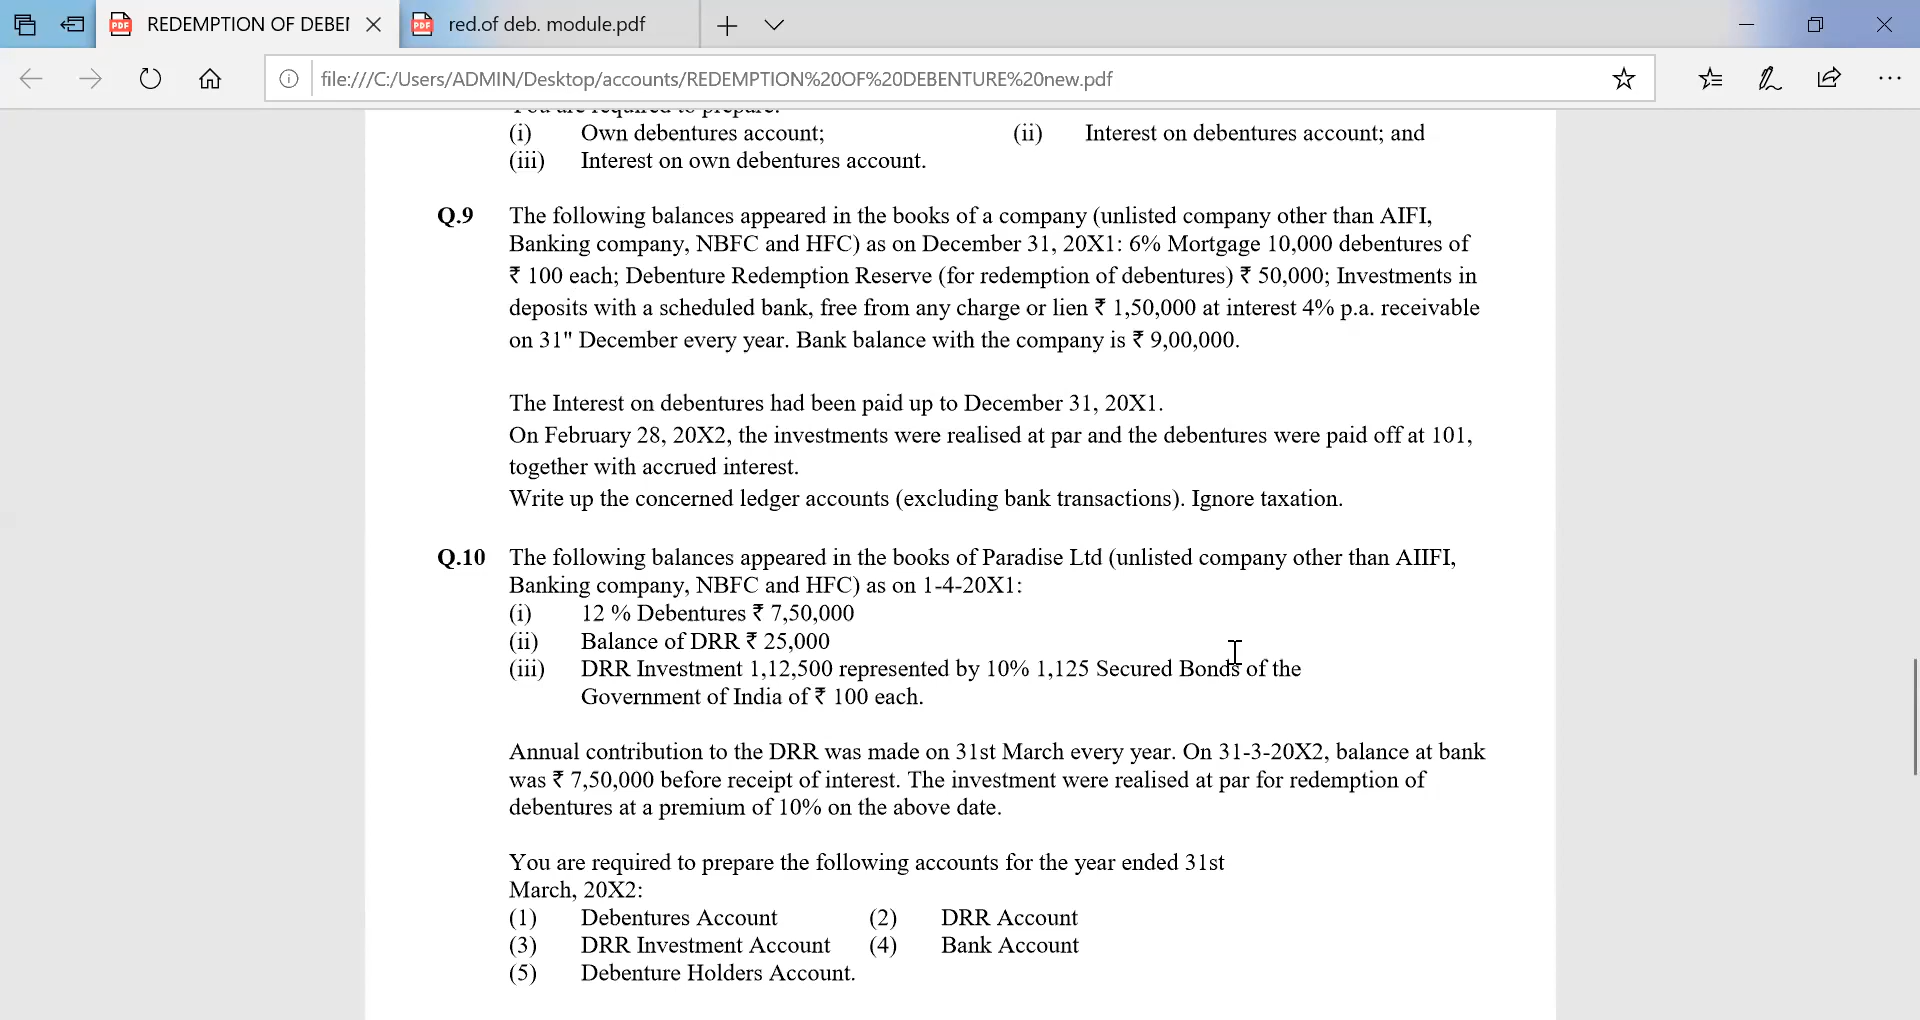 REDEMPTION OF DEBEI
red.of deb. module.pdf
file:///C:/Users/ADMIN/Desktop/accounts/REDEMPTION%20OF%20DEBENTURE%20new.pdf
You are required to prepare:
(i) Own debentures account; (ii) Interest on debentures account; and
(iii) Interest on own debentures account.
Q.9 The following balances appeared in the books of a company (unlisted company other than AIFI,
Banking company, NBFC and HFC) as on December 31, 20X1: 6% Mortgage 10,000 debentures of
₹ 100 each; Debenture Redemption Reserve (for redemption of debentures) ₹ 50,000; Investments in
deposits with a scheduled bank, free from any charge or lien ₹ 1,50,000 at interest 4% p.a. receivable
on 31" December every year. Bank balance with the company is ₹ 9,00,000.
The Interest on debentures had been paid up to December 31, 20X1.
On February 28, 20X2, the investments were realised at par and the debentures were paid off at 101,
together with accrued interest.
Write up the concerned ledger accounts (excluding bank transactions). Ignore taxation.
Q.10 The following balances appeared in the books of Paradise Ltd (unlisted company other than AIIFI,
Banking company, NBFC and HFC) as on 1-4-20X1:
(i) 12 % Debentures ₹ 7,50,000
(ii) Balance of DRR ₹ 25,000
(iii) DRR Investment 1,12,500 represented by 10% 1,125 Secured Bonds of the
Government of India of ₹ 100 each.
Annual contribution to the DRR was made on 31st March every year. On 31-3-20X2, balance at bank
was ₹ 7,50,000 before receipt of interest. The investment were realised at par for redemption of
debentures at a premium of 10% on the above date.
You are required to prepare the following accounts for the year ended 31st
March, 20X2:
(1) Debentures Account (2) DRR Account
(3) DRR Investment Account (4) Bank Account
(5) Debenture Holders Account.